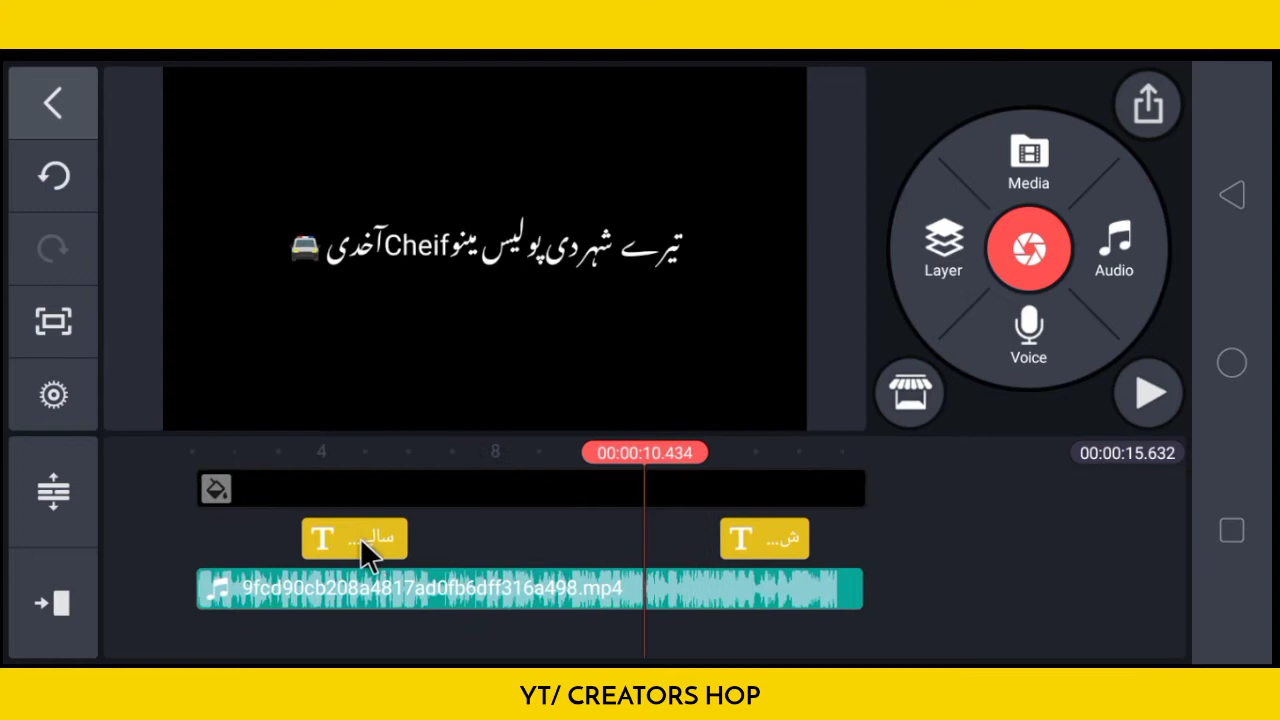 تیرے شہر دی پولیس مینوCheifآخدی 🚔
Media
Layer
Audio
Voice
4
8
00:00:10.434
00:00:15.632
T ...سالے
T ...ش
9fcd90cb208a4817ad0fb6dff316a498.mp4
YT/ CREATORS HOP